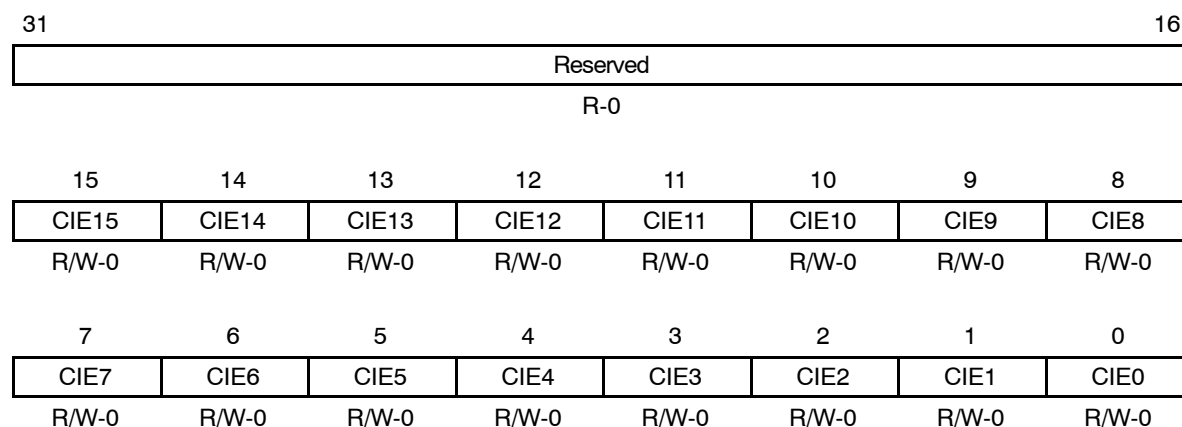 31 16
Reserved
R-0
15 14 13 12 11 10 9 8
CIE15 CIE14 CIE13 CIE12 CIE11 CIE10 CIE9 CIE8
R/W-0 R/W-0 R/W-0 R/W-0 R/W-0 R/W-0 R/W-0 R/W-0
7 6 5 4 3 2 1 0
CIE7 CIE6 CIE5 CIE4 CIE3 CIE2 CIE1 CIE0
R/W-0 R/W-0 R/W-0 R/W-0 R/W-0 R/W-0 R/W-0 R/W-0